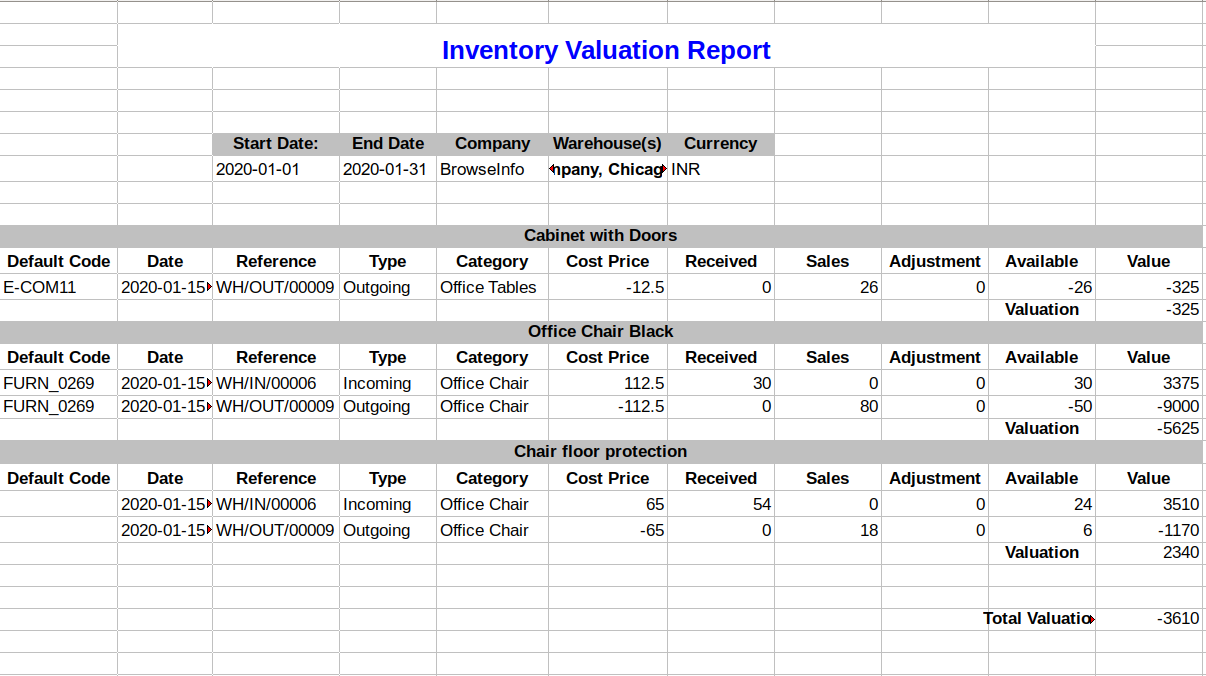 Inventory Valuation Report
Start Date: End Date Company Warehouse(s) Currency
2020-01-01 2020-01-31 BrowseInfo npany, Chicag INR
Cabinet with Doors
Default Code Date Reference Type Category Cost Price Received Sales Adjustment Available Value
E-COM11 2020-01-15 WH/OUT/00009 Outgoing Office Tables -12.5 0 26 0 -26 -325
Valuation -325
Office Chair Black
Default Code Date Reference Type Category Cost Price Received Sales Adjustment Available Value
FURN_0269 2020-01-15 WH/IN/00006 Incoming Office Chair 112.5 30 0 0 30 3375
FURN_0269 2020-01-15 WH/OUT/00009 Outgoing Office Chair -112.5 0 80 0 -50 -9000
Valuation -5625
Chair floor protection
Default Code Date Reference Type Category Cost Price Received Sales Adjustment Available Value
2020-01-15 WH/IN/00006 Incoming Office Chair 65 54 0 0 24 3510
2020-01-15 WH/OUT/00009 Outgoing Office Chair -65 0 18 0 6 -1170
Valuation 2340
Total Valuatio -3610